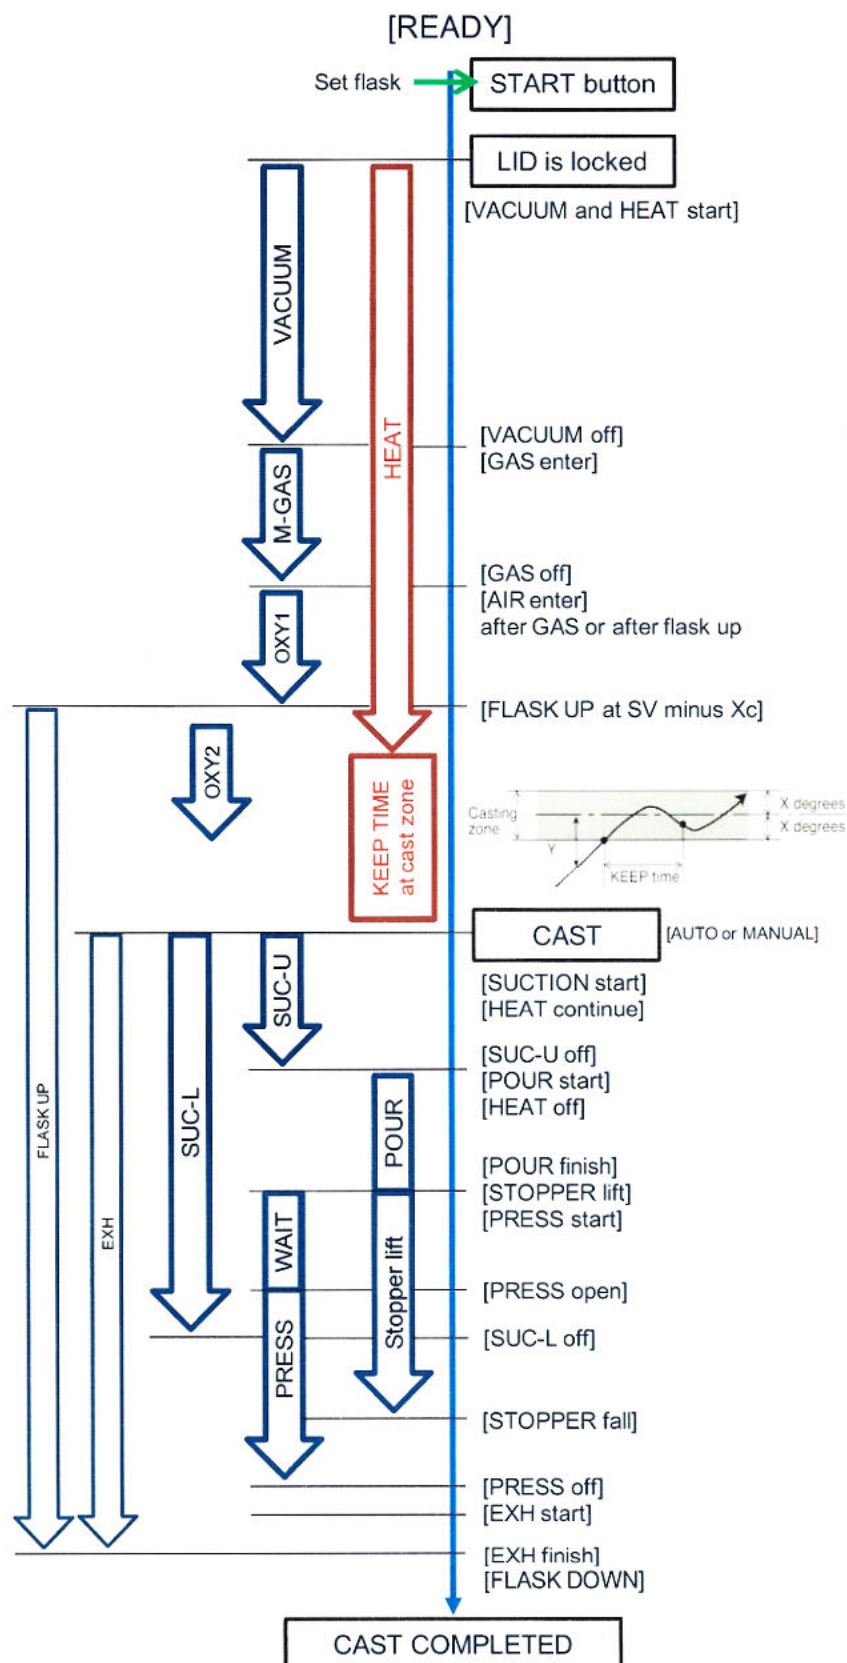 [READY]
Set flask
START button
LID is locked
[VACUUM and HEAT start]
VACUUM
HEAT
[VACUUM off]
[GAS enter]
M-GAS
[GAS off]
[AIR enter]
after GAS or after flask up
OXY1
[FLASK UP at SV minus Xc]
OXY2
KEEP TIME
at cast zone
Casting
zone
X degrees
X degrees
Y
KEEP time
CAST
[AUTO or MANUAL]
[SUCTION start]
[HEAT continue]
SUC-U
[SUC-U off]
[POUR start]
[HEAT off]
FLASK UP
EXH
SUC-L
POUR
[POUR finish]
[STOPPER lift]
[PRESS start]
WAIT
Stopper lift
[PRESS open]
[SUC-L off]
PRESS
[STOPPER fall]
[PRESS off]
[EXH start]
[EXH finish]
[FLASK DOWN]
CAST COMPLETED